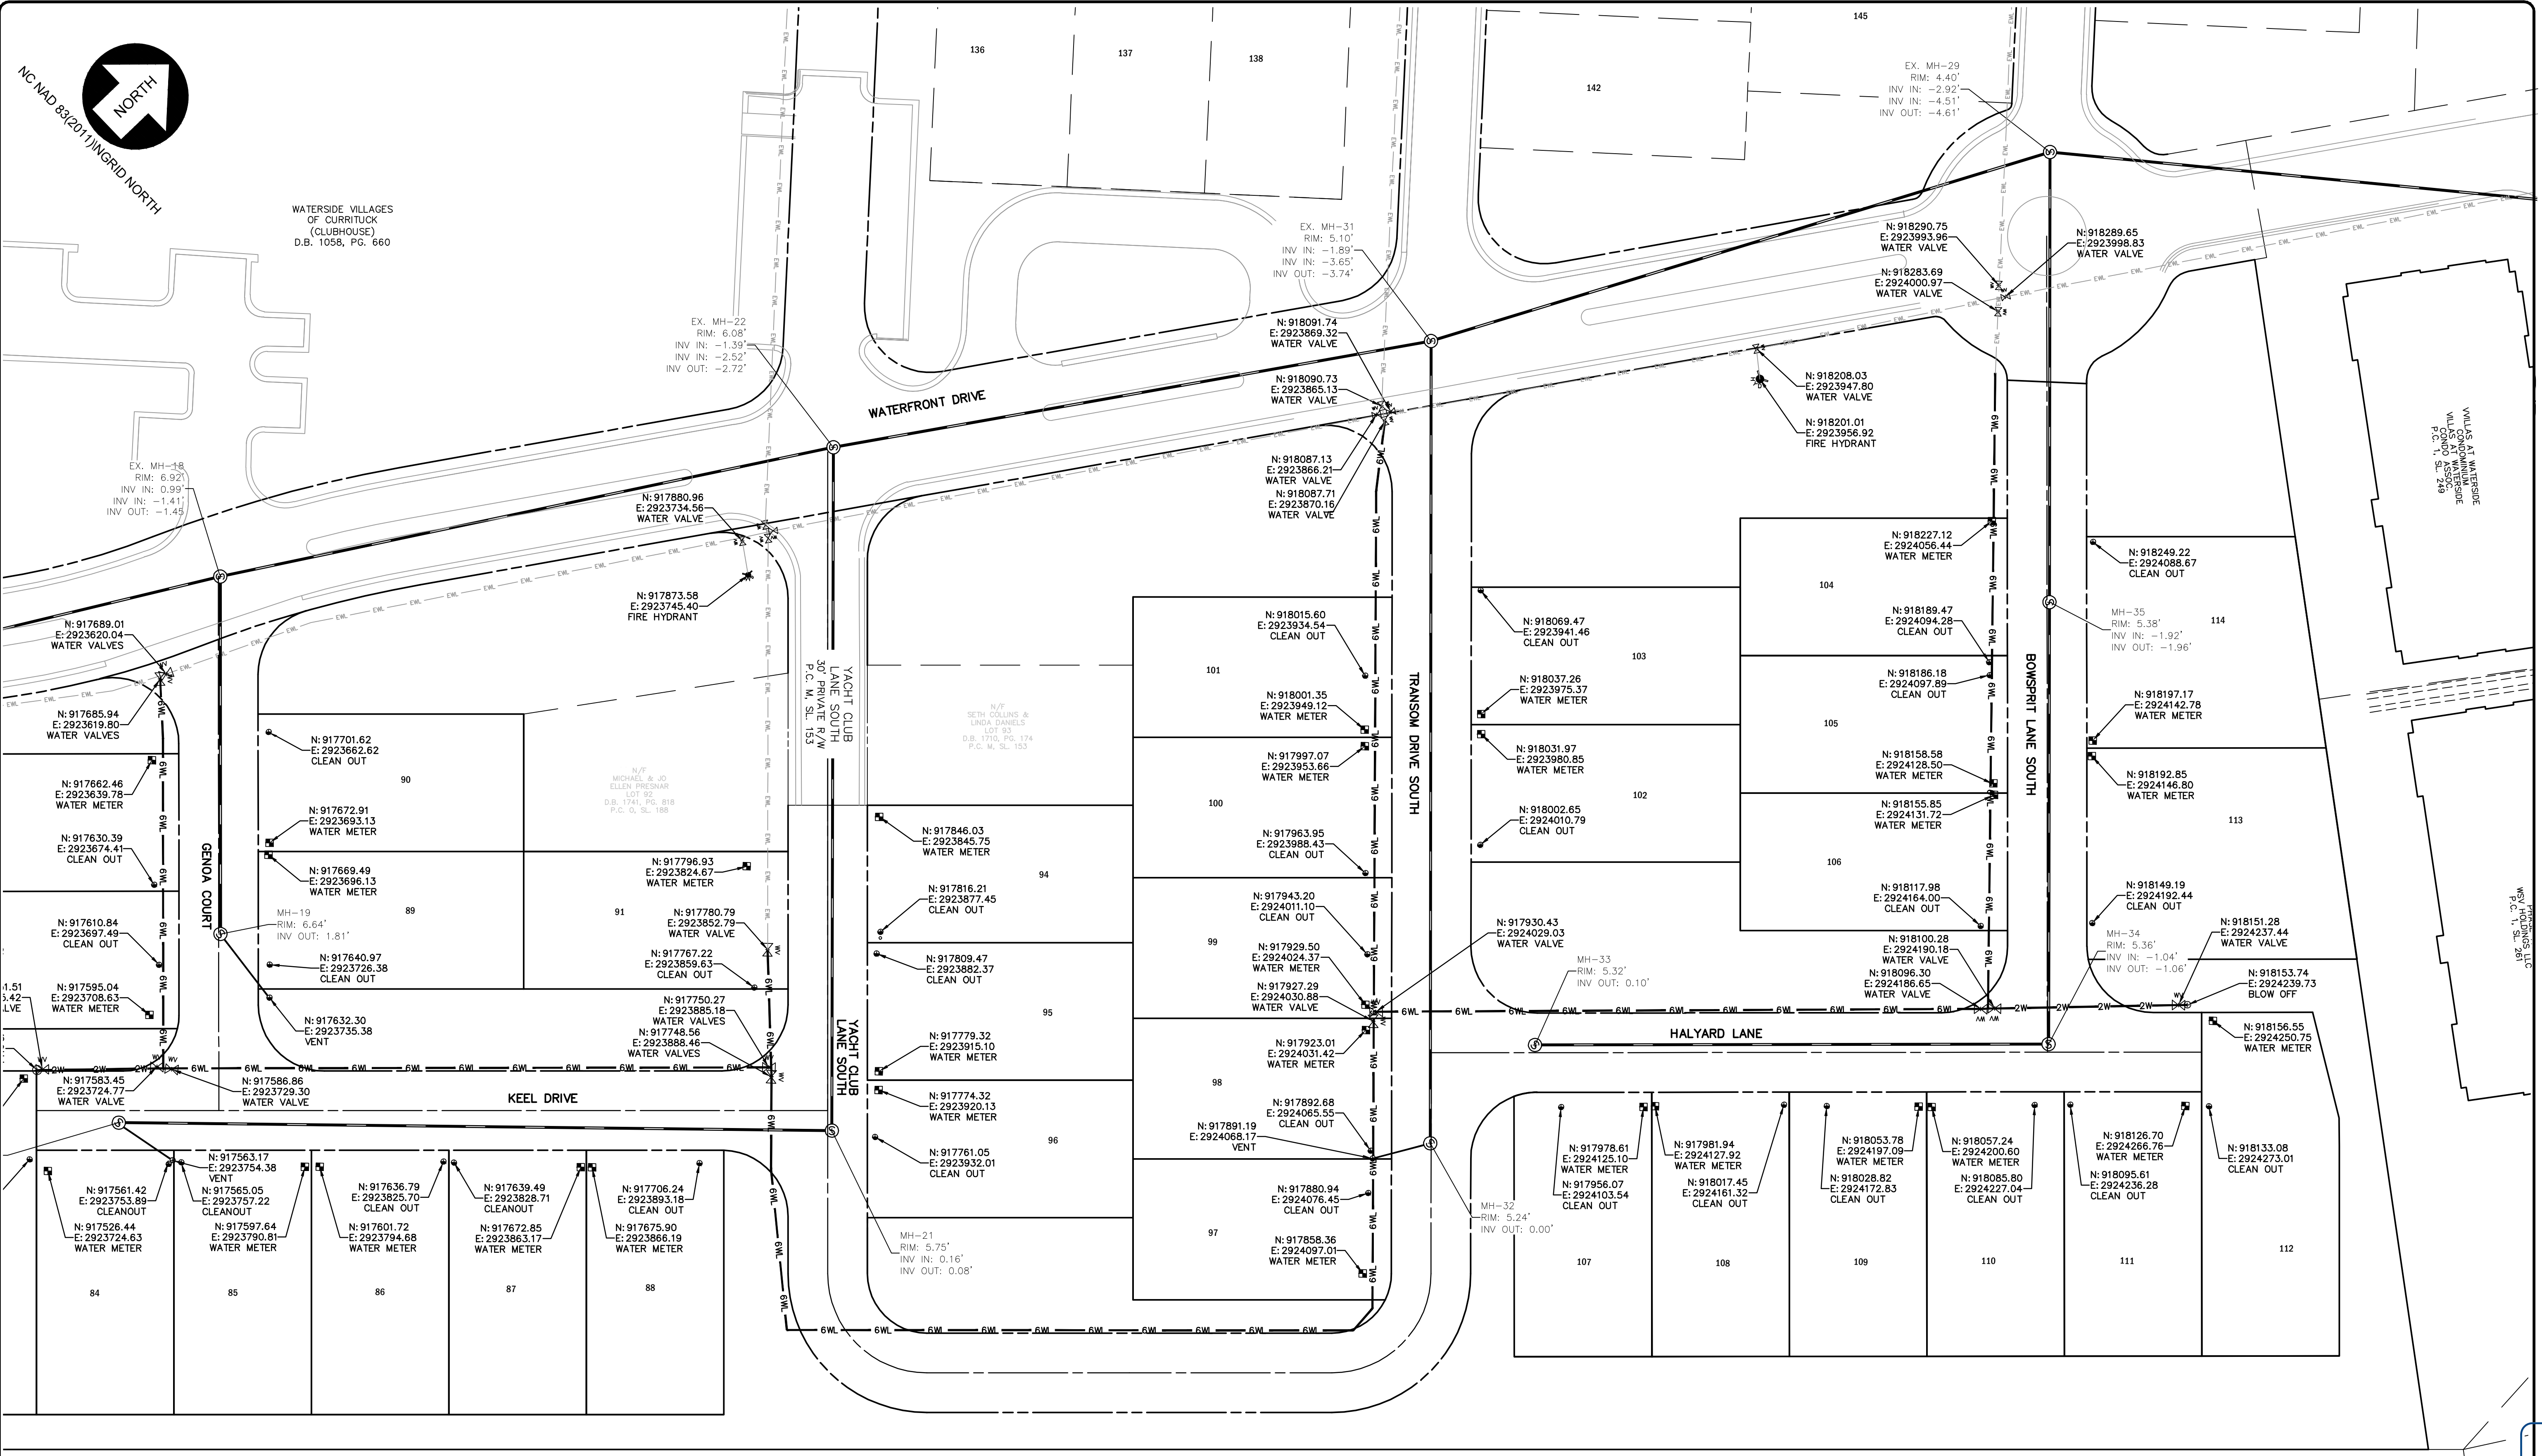 NORTH
NC NAD 83(2011)\NGRID NORTH
WATERSIDE VILLAGES
OF CURRITUCK
(CLUBHOUSE)
D.B. 1058, PG. 660
136
137
138
142
145
EX. MH-29
RIM: 4.40'
INV IN: -2.92'
INV IN: -4.51'
INV OUT: -4.61'
EX. MH-31
RIM: 5.10'
INV IN: -1.89'
INV IN: -3.65'
INV OUT: -3.74'
EX. MH-22
RIM: 6.08'
INV IN: -1.39'
INV IN: -2.52'
INV OUT: -2.72'
EX. MH-18
RIM: 6.92'
INV IN: 0.99'
INV IN: -1.41'
INV OUT: -1.45
WATERFRONT DRIVE
N: 918290.75
E: 2923993.96
WATER VALVE
N: 918289.65
E: 2923998.83
WATER VALVE
N: 918283.69
E: 2924000.97
WATER VALVE
N: 918091.74
E: 2923869.32
WATER VALVE
N: 918090.73
E: 2923865.13
WATER VALVE
N: 918087.13
E: 2923866.21
WATER VALVE
N: 918087.71
E: 2923870.16
WATER VALVE
N: 918208.03
E: 2923947.80
WATER VALVE
N: 918201.01
E: 2923956.92
FIRE HYDRANT
VVILLAS AT WATERSIDE
CONDOMINIUM
VILLAS AT WATERSIDE
CONDO ASSOC.
P.C. 1, SL. 249
N: 917880.96
E: 2923734.56
WATER VALVE
N: 917873.58
E: 2923745.40
FIRE HYDRANT
N: 917689.01
E: 2923620.04
WATER VALVES
N: 917685.94
E: 2923619.80
WATER VALVES
N: 917662.46
E: 2923639.78
WATER METER
N: 917630.39
E: 2923674.41
CLEAN OUT
N: 917610.84
E: 2923697.49
CLEAN OUT
N: 917595.04
E: 2923708.63
WATER METER
N: 917583.45
E: 2923724.77
WATER VALVE
N: 917586.86
E: 2923729.30
WATER VALVE
GENOA COURT
N: 917701.62
E: 2923662.62
CLEAN OUT
90
N: 917672.91
E: 2923693.13
WATER METER
N: 917669.49
E: 2923696.13
WATER METER
89
MH-19
RIM: 6.64'
INV OUT: 1.81'
N: 917640.97
E: 2923726.38
CLEAN OUT
N: 917632.30
E: 2923735.38
VENT
N/F
MICHAEL & JO
ELLEN PRESNAR
LOT 92
D.B. 1741, PG. 818
P.C. O, SL. 188
N: 917796.93
E: 2923824.67
WATER METER
91
N: 917780.79
E: 2923852.79
WATER VALVE
N: 917767.22
E: 2923859.63
CLEAN OUT
N: 917750.27
E: 2923885.18
WATER VALVES
N: 917748.56
E: 2923888.46
WATER VALVES
KEEL DRIVE
YACHT CLUB
LANE SOUTH
30' PRIVATE R/W
P.C. M, SL. 153
YACHT CLUB
LANE SOUTH
N/F
SETH COLLINS &
LINDA DANIELS
LOT 93
D.B. 1710, PG. 174
P.C. M, SL. 153
N: 917846.03
E: 2923845.75
WATER METER
94
N: 917816.21
E: 2923877.45
CLEAN OUT
N: 917809.47
E: 2923882.37
CLEAN OUT
95
N: 917779.32
E: 2923915.10
WATER METER
N: 917774.32
E: 2923920.13
WATER METER
96
N: 917761.05
E: 2923932.01
CLEAN OUT
MH-21
RIM: 5.75'
INV IN: 0.16'
INV OUT: 0.08'
N: 918015.60
E: 2923934.54
CLEAN OUT
101
N: 918001.35
E: 2923949.12
WATER METER
N: 917997.07
E: 2923953.66
WATER METER
100
N: 917963.95
E: 2923988.43
CLEAN OUT
N: 917943.20
E: 2924011.10
CLEAN OUT
99
N: 917929.50
E: 2924024.37
WATER METER
N: 917927.29
E: 2924030.88
WATER VALVE
N: 917923.01
E: 2924031.42
WATER METER
98
N: 917892.68
E: 2924065.55
CLEAN OUT
N: 917891.19
E: 2924068.17
VENT
N: 917880.94
E: 2924076.45
CLEAN OUT
97
N: 917858.36
E: 2924097.01
WATER METER
TRANSOM DRIVE SOUTH
N: 918069.47
E: 2923941.46
CLEAN OUT
103
N: 918037.26
E: 2923975.37
WATER METER
N: 918031.97
E: 2923980.85
WATER METER
102
N: 918002.65
E: 2924010.79
CLEAN OUT
N: 917930.43
E: 2924029.03
WATER VALVE
MH-33
RIM: 5.32'
INV OUT: 0.10'
HALYARD LANE
MH-32
RIM: 5.24'
INV OUT: 0.00'
N: 918227.12
E: 2924056.44
WATER METER
104
N: 918189.47
E: 2924094.28
CLEAN OUT
N: 918186.18
E: 2924097.89
CLEAN OUT
105
N: 918158.58
E: 2924128.50
WATER METER
N: 918155.85
E: 2924131.72
WATER METER
106
N: 918117.98
E: 2924164.00
CLEAN OUT
N: 918100.28
E: 2924190.18
WATER VALVE
N: 918096.30
E: 2924186.65
WATER VALVE
BOWSPRIT LANE SOUTH
N: 918249.22
E: 2924088.67
CLEAN OUT
MH-35
RIM: 5.38'
INV IN: -1.92'
INV OUT: -1.96'
114
N: 918197.17
E: 2924142.78
WATER METER
N: 918192.85
E: 2924146.80
WATER METER
113
N: 918149.19
E: 2924192.44
CLEAN OUT
MH-34
RIM: 5.36'
INV IN: -1.04'
INV OUT: -1.06'
N: 918151.28
E: 2924237.44
WATER VALVE
N: 918153.74
E: 2924239.73
BLOW OFF
N: 918156.55
E: 2924250.75
WATER METER
WSV HOLDINGS LLC
P.C. 1, SL. 261
N: 917561.42
E: 2923753.89
CLEANOUT
N: 917526.44
E: 2923724.63
WATER METER
84
N: 917563.17
E: 2923754.38
VENT
N: 917565.05
E: 2923757.22
CLEANOUT
N: 917597.64
E: 2923790.81
WATER METER
85
N: 917636.79
E: 2923825.70
CLEAN OUT
N: 917601.72
E: 2923794.68
WATER METER
86
N: 917639.49
E: 2923828.71
CLEANOUT
N: 917672.85
E: 2923863.17
WATER METER
87
N: 917706.24
E: 2923893.18
CLEAN OUT
N: 917675.90
E: 2923866.19
WATER METER
88
N: 917978.61
E: 2924125.10
WATER METER
N: 917956.07
E: 2924103.54
CLEAN OUT
107
N: 917981.94
E: 2924127.92
WATER METER
N: 918017.45
E: 2924161.32
CLEAN OUT
108
N: 918053.78
E: 2924197.09
WATER METER
N: 918028.82
E: 2924172.83
CLEAN OUT
109
N: 918057.24
E: 2924200.60
WATER METER
N: 918085.80
E: 2924227.04
CLEAN OUT
110
N: 918126.70
E: 2924266.76
WATER METER
N: 918095.61
E: 2924236.28
CLEAN OUT
111
N: 918133.08
E: 2924273.01
CLEAN OUT
112